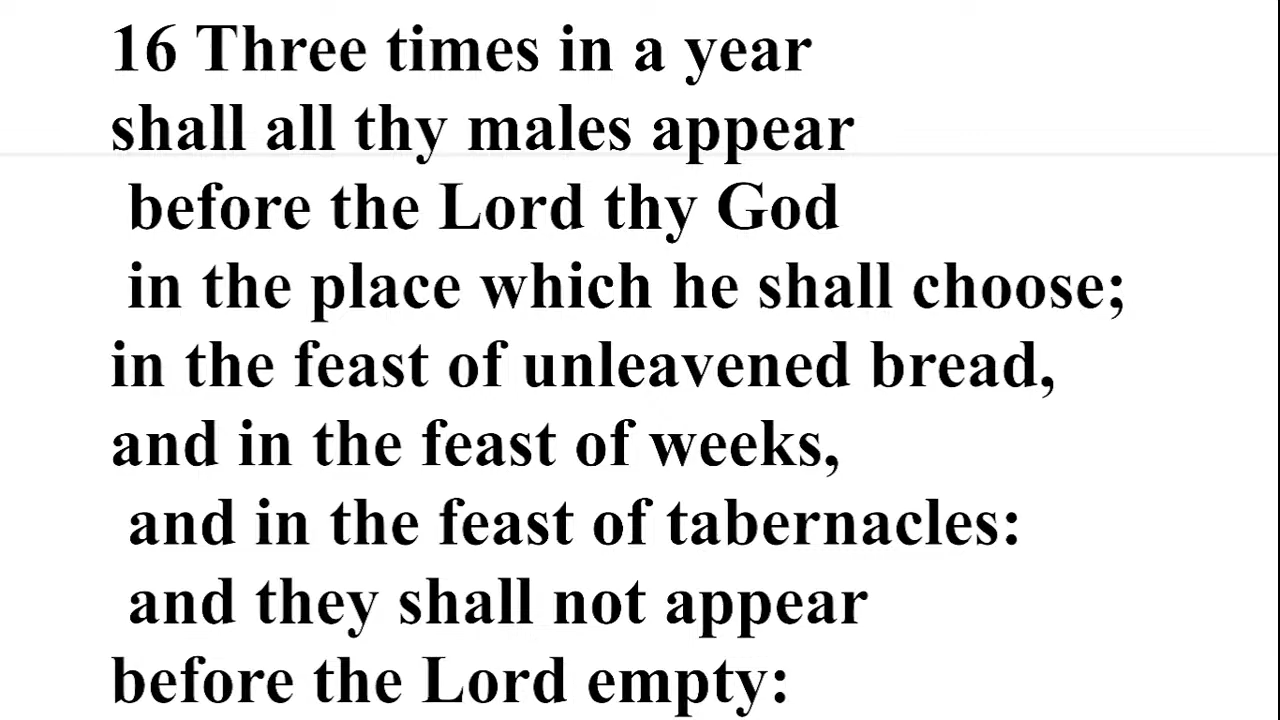 16 Three times in a year
shall all thy males appear
before the Lord thy God
in the place which he shall choose;
in the feast of unleavened bread,
and in the feast of weeks,
and in the feast of tabernacles:
and they shall not appear
before the Lord empty: